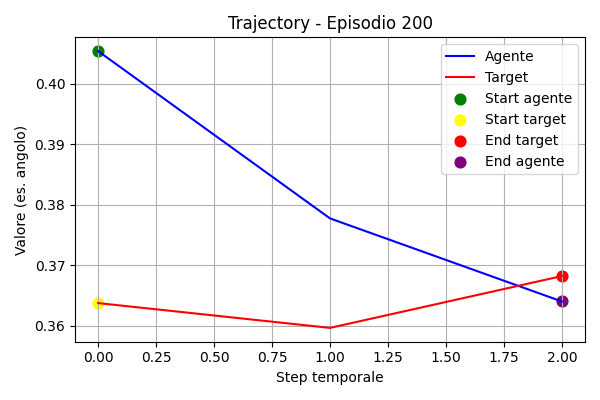 Trajectory - Episodio 200
Agente
Target
Start agente
Start target
End target
End agente
Valore (es. angolo)
0.40
0.39
0.38
0.37
0.36
0.00 0.25 0.50 0.75 1.00 1.25 1.50 1.75 2.00
Step temporale